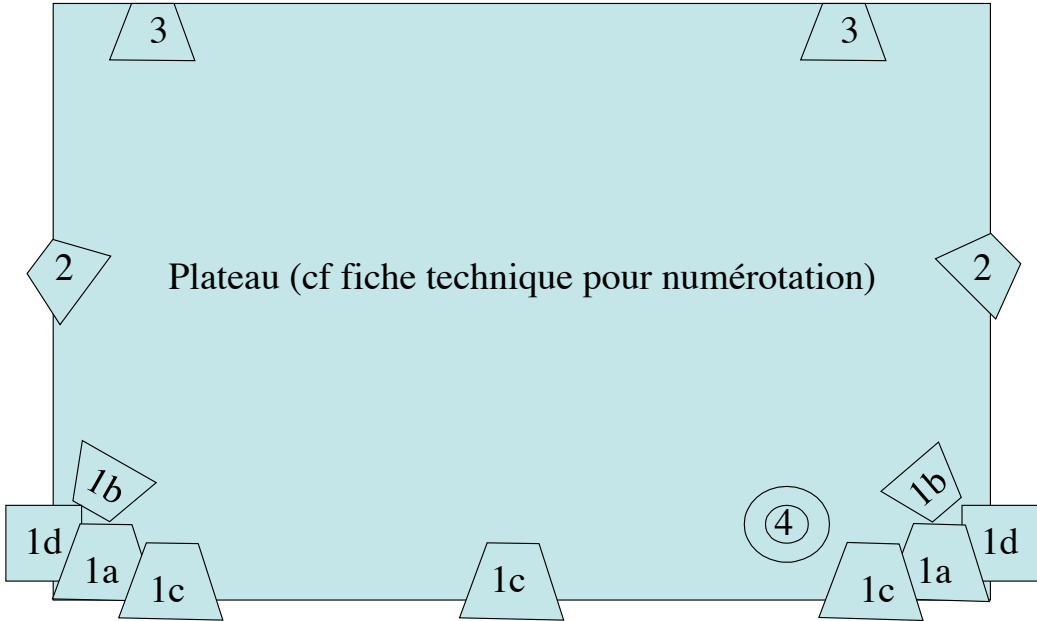 3
3
2
Plateau (cf fiche technique pour numérotation)
2
1b
1b
4
1d
1a
1c
1c
1c
1a
1d